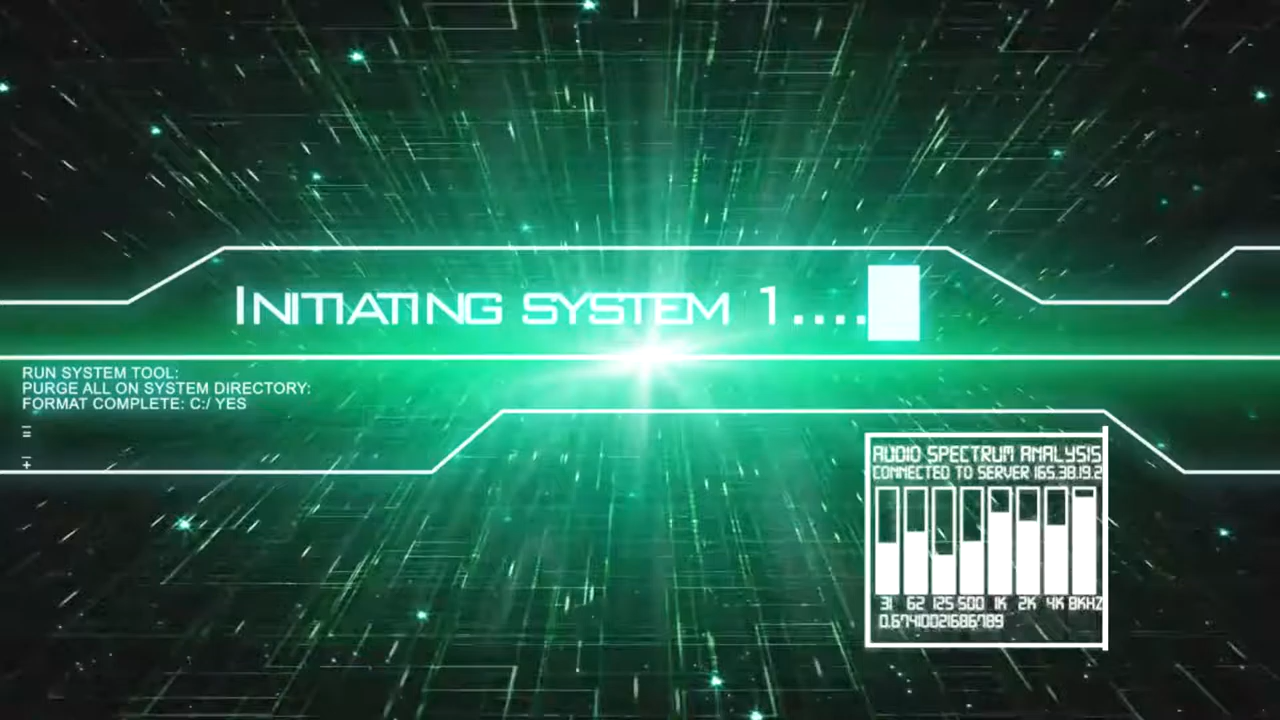 INITIATING SYSTEM 1....
RUN SYSTEM TOOL:
PURGE ALL ON SYSTEM DIRECTORY:
FORMAT COMPLETE: C:/ YES
AUDIO SPECTRUM ANALYSIS
CONNECTED TO SERVER 165.38.19.2
31 62 125 500 1K 2K 4K 8KHZ
0.67410021686789